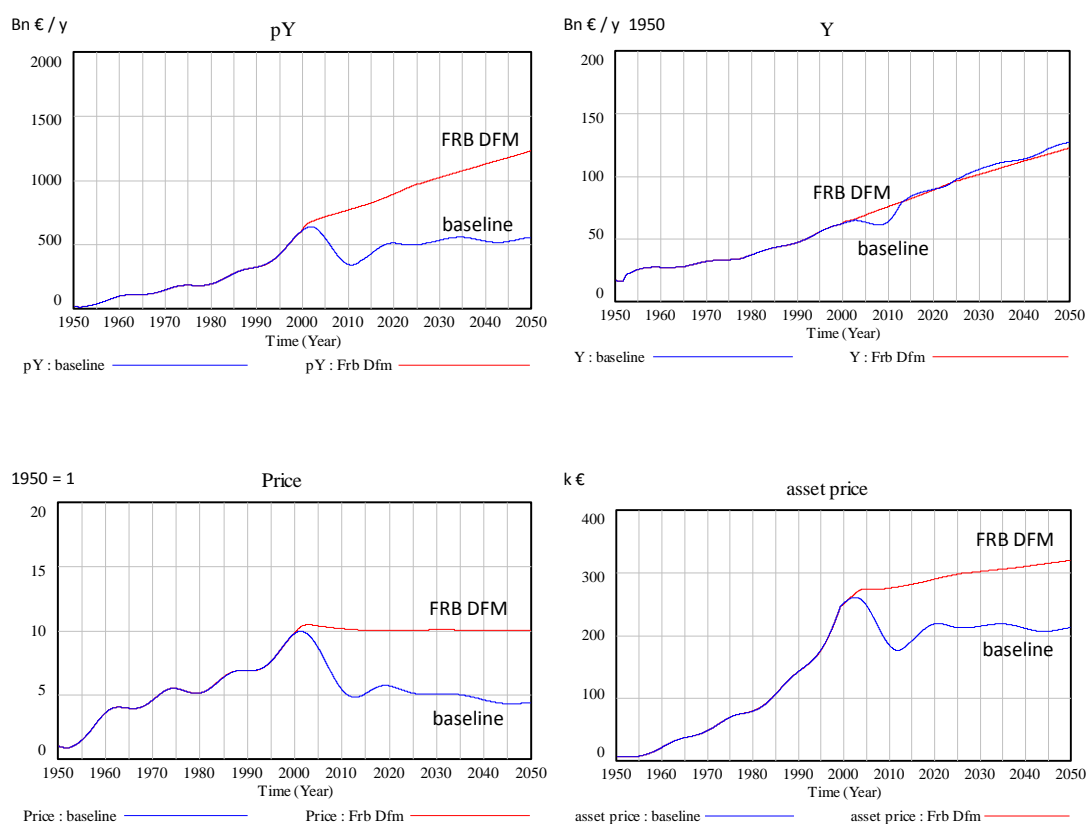 Bn € / y
pY
2000
1500
1000
500
0
FRB DFM
baseline
1950 1960 1970 1980 1990 2000 2010 2020 2030 2040 2050
Time (Year)
pY : baseline pY : Frb Dfm
Bn € / y 1950
Y
200
150
100
50
0
FRB DFM
baseline
1950 1960 1970 1980 1990 2000 2010 2020 2030 2040 2050
Time (Year)
Y : baseline Y : Frb Dfm
1950 = 1
Price
20
15
10
5
0
FRB DFM
baseline
1950 1960 1970 1980 1990 2000 2010 2020 2030 2040 2050
Time (Year)
Price : baseline Price : Frb Dfm
k €
asset price
400
300
200
100
0
FRB DFM
baseline
1950 1960 1970 1980 1990 2000 2010 2020 2030 2040 2050
Time (Year)
asset price : baseline asset price : Frb Dfm